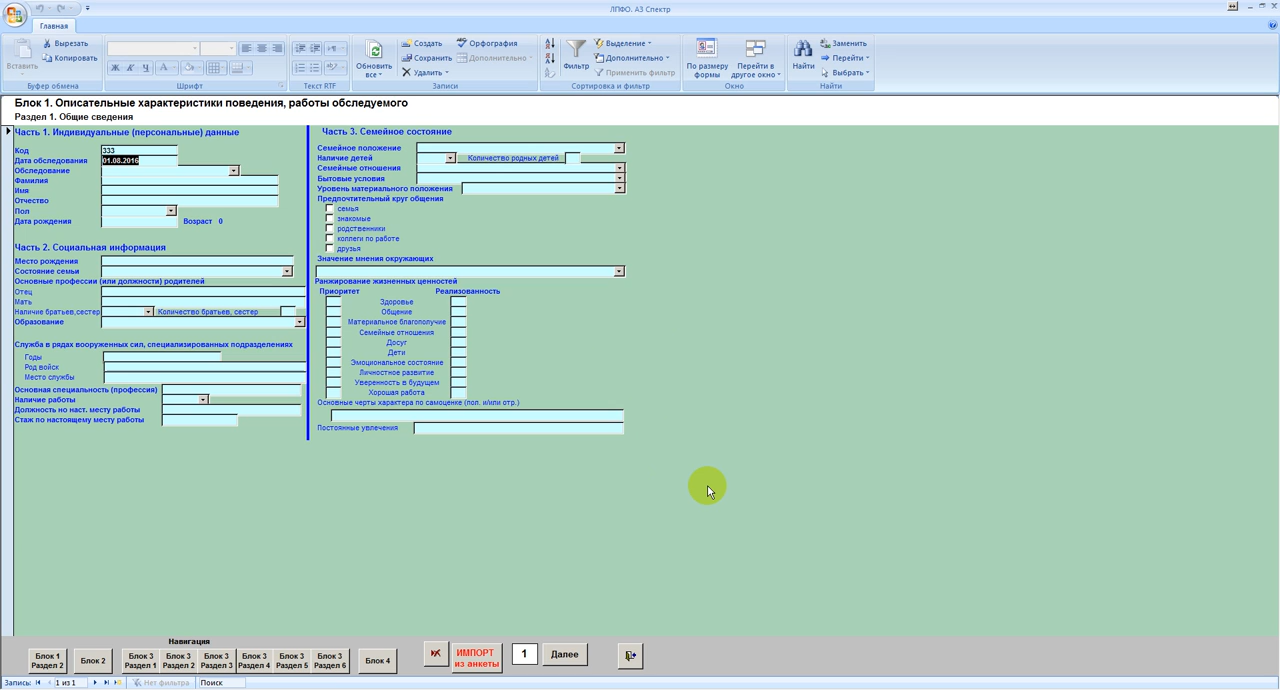 ЛПФО. АЗ Спектр
Главная
Вставить
Вырезать
Копировать
Буфер обмена
Ж К Ч
Шрифт
Текст RTF
Обновить все
Создать
Сохранить
Удалить
Орфография
Дополнительно
Записи
Фильтр
Выделение
Дополнительно
Применить фильтр
Сортировка и фильтр
По размеру формы
Перейти в другое окно
Окно
Найти
Заменить
Перейти
Выбрать
Найти
Блок 1. Описательные характеристики поведения, работы обследуемого
Раздел 1. Общие сведения
Часть 1. Индивидуальные (персональные) данные
Код 333
Дата обследования 01.08.2016
Обследование
Фамилия
Имя
Отчество
Пол
Дата рождения Возраст 0
Часть 2. Социальная информация
Место рождения
Состояние семьи
Основные профессии (или должности) родителей
Отец
Мать
Наличие братьев,сестер Количество братьев, сестер
Образование
Служба в рядах вооруженных сил, специализированных подразделениях
Годы
Род войск
Место службы
Основная специальность (профессия)
Наличие работы
Должность но наст. месту работы
Стаж по настоящему месту работы
Часть 3. Семейное состояние
Семейное положение
Наличие детей Количество родных детей
Семейные отношения
Бытовые условия
Уровень материального положения
Предпочтительный круг общения
семья
знакомые
родственники
коллеги по работе
друзья
Значение мнения окружающих
Ранжирование жизненных ценностей
Приоритет Реализованность
Здоровье
Общение
Материальное благополучие
Семейные отношения
Досуг
Дети
Эмоциональное состояние
Личностное развитие
Уверенность в будущем
Хорошая работа
Основные черты характера по самоценке (пол. и/или отр.)
Постоянные увлечения
Навигация
Блок 1 Раздел 2
Блок 2
Блок 3 Раздел 1
Блок 3 Раздел 2
Блок 3 Раздел 3
Блок 3 Раздел 4
Блок 3 Раздел 5
Блок 3 Раздел 6
Блок 4
ИМПОРТ из анкеты
1
Далее
Запись: 1 из 1 Нет фильтра Поиск